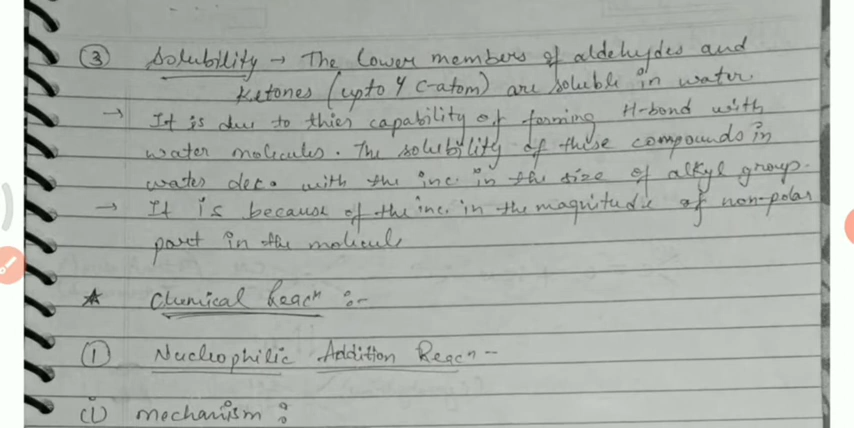 ③ Solubility → The lower members of aldehydes and
Ketones (upto 4 C-atom) are soluble in water.
→ It is due to thier capability of forming H-bond with
water molecules. The solubility of these compounds in
water dec. with the inc. in the size of alkyl group.
→ It is because of the inc. in the magnitude of non-polar
part in the molecule
★ Chemical Reacn :-
① Nucleophilic Addition Reacn -
(i) mechanism :